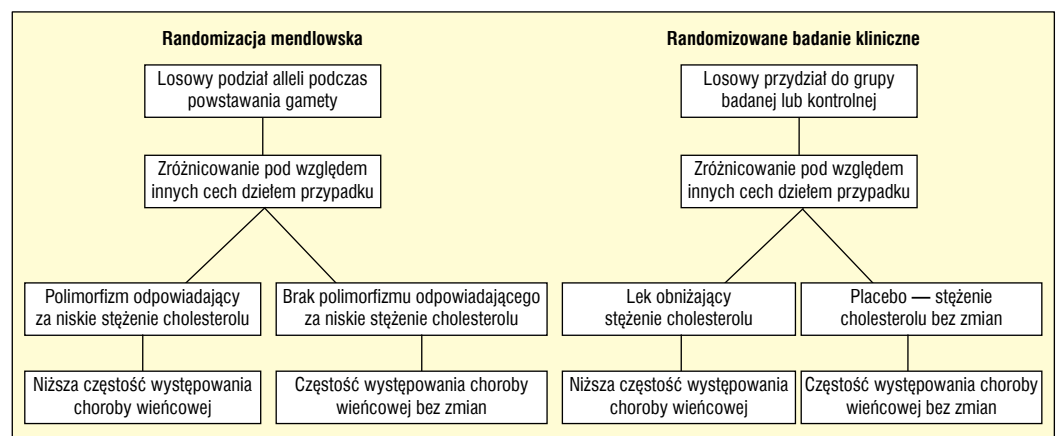 Randomizacja mendlowska
Losowy podział alleli podczas
powstawania gamety
Zróżnicowanie pod względem
innych cech dziełem przypadku
Polimorfizm odpowiadający
za niskie stężenie cholesterolu
Brak polimorfizmu odpowiadającego
za niskie stężenie cholesterolu
Niższa częstość występowania
choroby wieńcowej
Częstość występowania choroby
wieńcowej bez zmian
Randomizowane badanie kliniczne
Losowy przydział do grupy
badanej lub kontrolnej
Zróżnicowanie pod względem
innych cech dziełem przypadku
Lek obniżający
stężenie cholesterolu
Placebo — stężenie
cholesterolu bez zmian
Niższa częstość występowania
choroby wieńcowej
Częstość występowania choroby
wieńcowej bez zmian